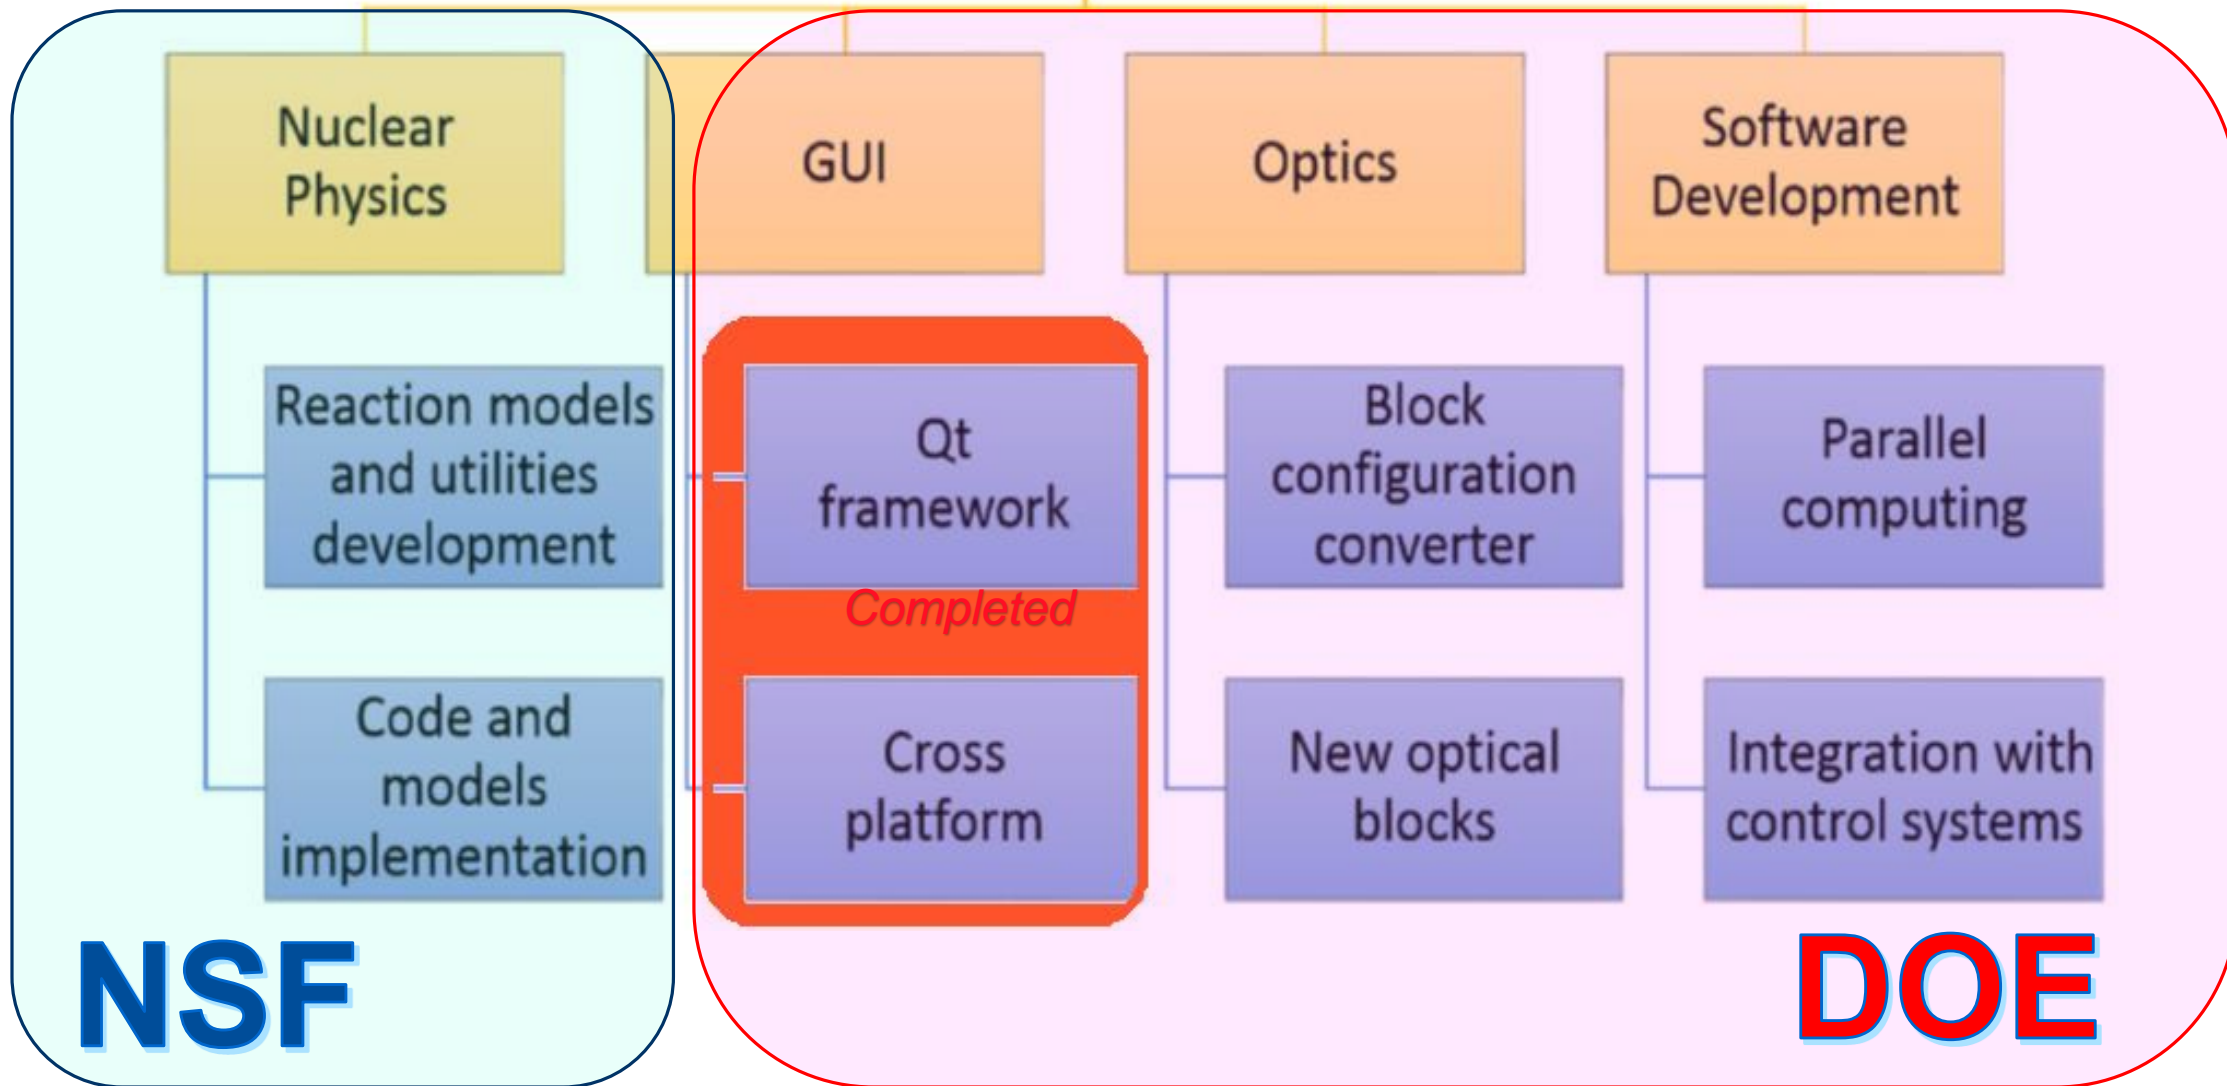 Nuclear
Physics
GUI
Optics
Software
Development
Reaction models
and utilities
development
Qt
framework
Block
configuration
converter
Parallel
computing
Completed
Code and
models
implementation
Cross
platform
New optical
blocks
Integration with
control systems
NSF
DOE